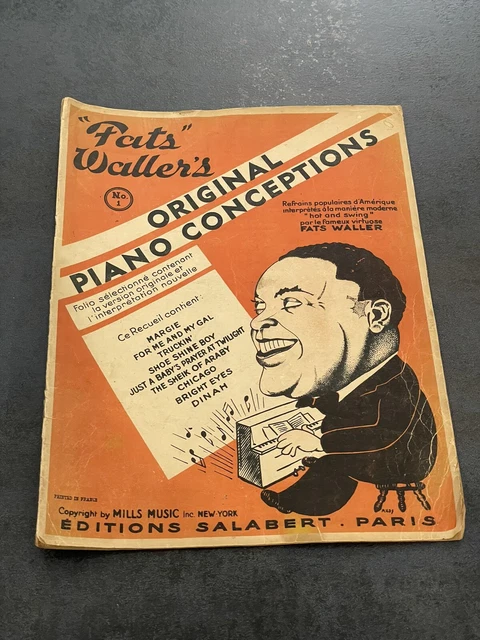 "Fats"
Waller's
No.
1
ORIGINAL
PIANO CONCEPTIONS
Refrains populaires d'Amérique
interprétés à la manière moderne
"hot and swing"
par le fameux virtuose
FATS WALLER
Folio sélectionné contenant
la version originale et
l'interprétation nouvelle
Ce Recueil contient:
MARGIE
FOR ME AND MY GAL
TRUCKIN'
SHOE SHINE BOY
JUST A BABY'S PRAYER AT TWILIGHT
THE SHEIK OF ARABY
CHICAGO
BRIGHT EYES
DINAH
PRINTED IN FRANCE
Copyright by MILLS MUSIC inc. NEW-YORK
ÉDITIONS SALABERT . PARIS